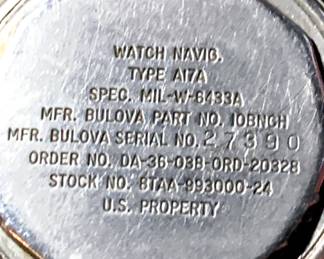 WATCH NAVIG.
TYPE A17A
SPEC. MIL-W-6433A
MFR. BULOVA PART NO. 10BNCH
MFR. BULOVA SERIAL NO. 27390
ORDER NO. DA-36-038-ORD-20328
STOCK NO. 8TAA-993000-24
U.S. PROPERTY